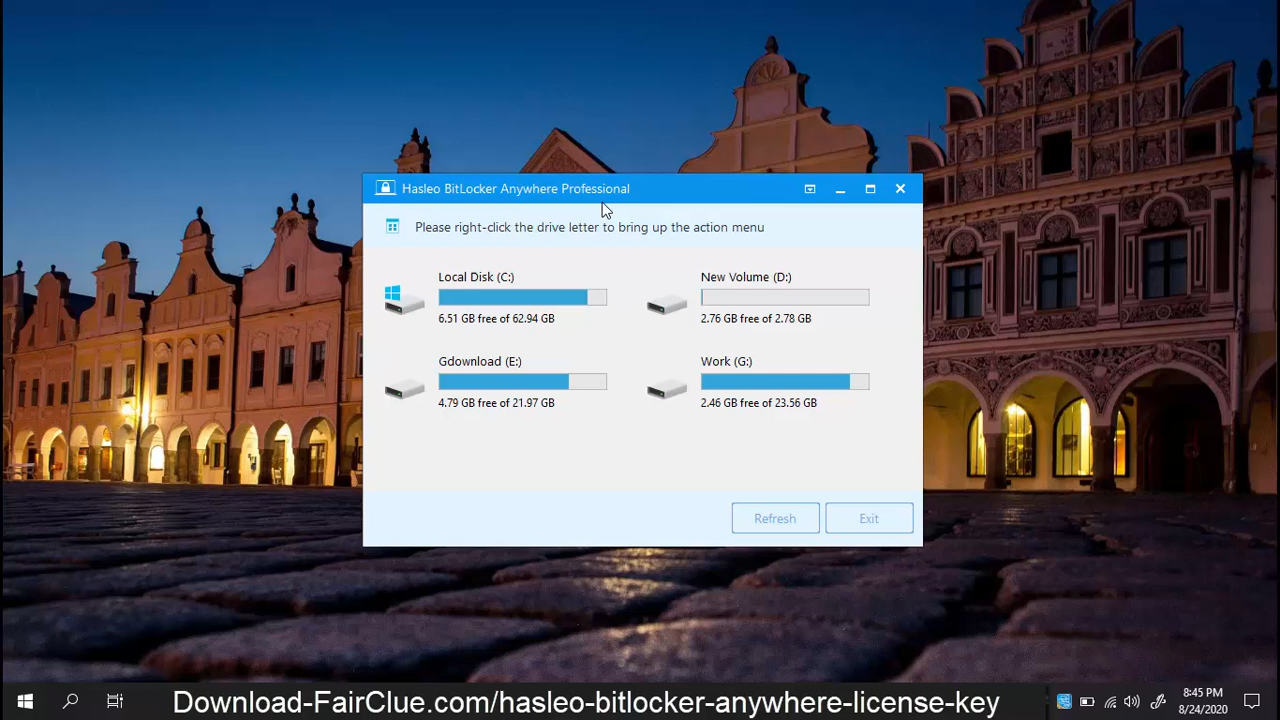 Hasleo BitLocker Anywhere Professional
Please right-click the drive letter to bring up the action menu
Local Disk (C:)
6.51 GB free of 62.94 GB
New Volume (D:)
2.76 GB free of 2.78 GB
Gdownload (E:)
4.79 GB free of 21.97 GB
Work (G:)
2.46 GB free of 23.56 GB
Refresh
Exit
Download-FairClue.com/hasleo-bitlocker-anywhere-license-key
8:45 PM
8/24/2020